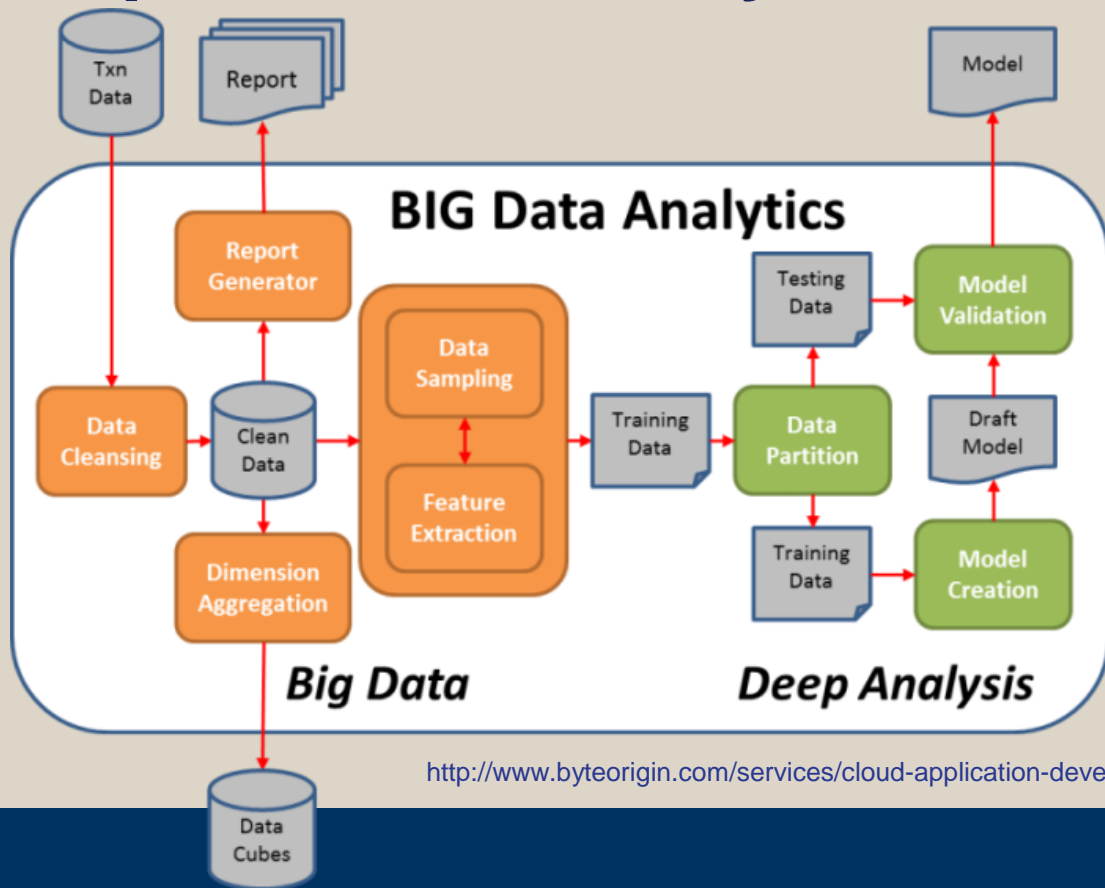 Txn
Data
Report
Model
BIG Data Analytics
Report
Generator
Testing
Data
Model
Validation
Data
Sampling
Data
Cleansing
Clean
Data
Training
Data
Data
Partition
Draft
Model
Feature
Extraction
Dimension
Aggregation
Training
Data
Model
Creation
Big Data
Deep Analysis
http://www.byteorigin.com/services/cloud-application-deve
Data
Cubes